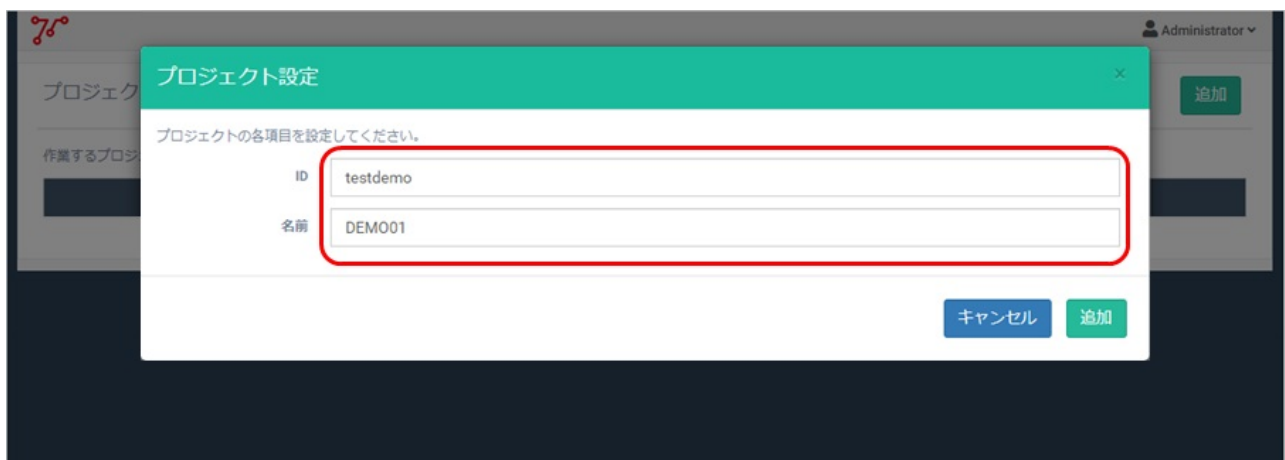 Administrator
プロジェクト設定
×
プロジェク
追加
プロジェクトの各項目を設定してください。
作業するプロジ
ID
testdemo
名前
DEMO01
キャンセル
追加